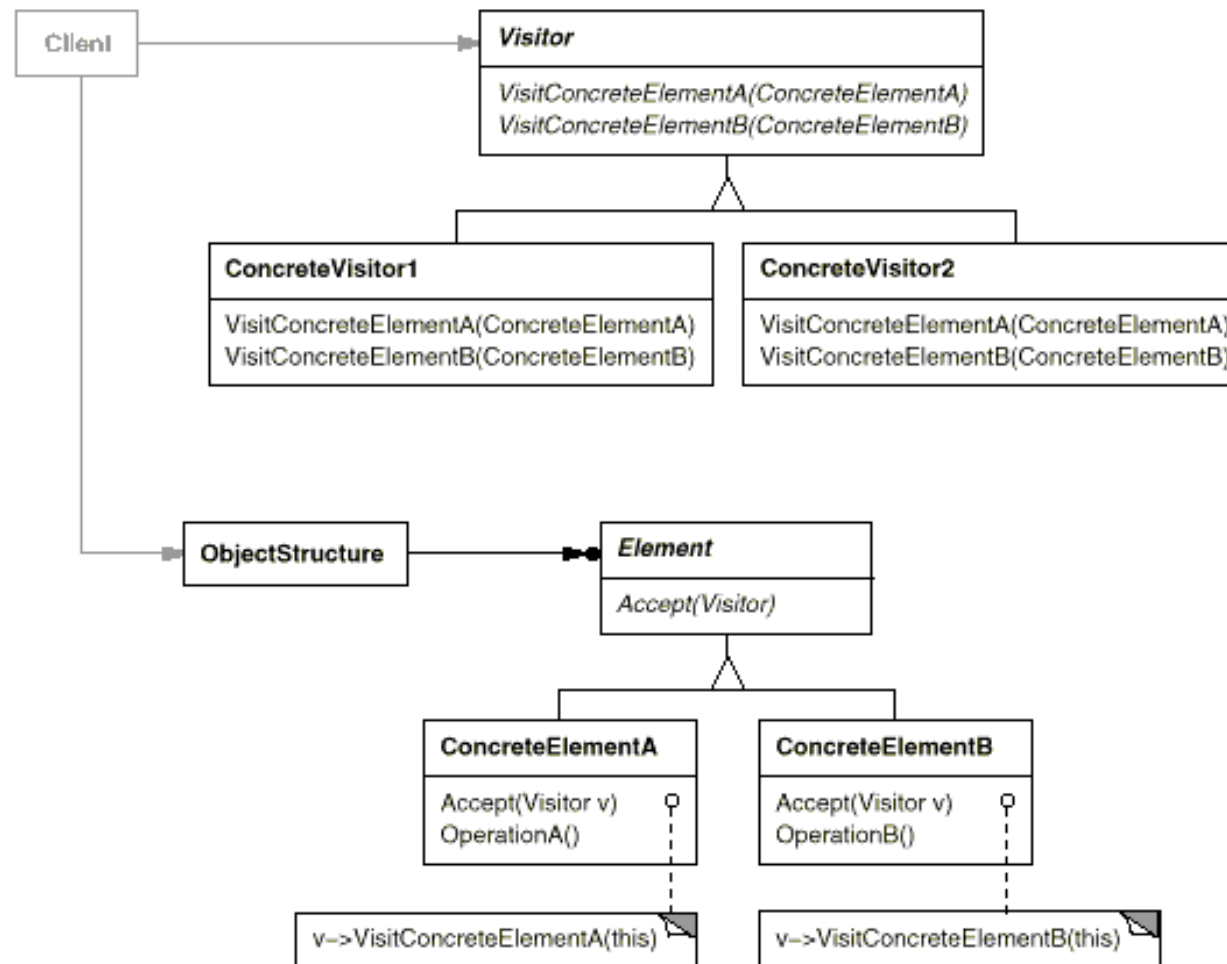 Client
Visitor
VisitConcreteElementA(ConcreteElementA)
VisitConcreteElementB(ConcreteElementB)
ConcreteVisitor1
VisitConcreteElementA(ConcreteElementA)
VisitConcreteElementB(ConcreteElementB)
ConcreteVisitor2
VisitConcreteElementA(ConcreteElementA)
VisitConcreteElementB(ConcreteElementB)
ObjectStructure
Element
Accept(Visitor)
ConcreteElementA
Accept(Visitor v)
OperationA()
ConcreteElementB
Accept(Visitor v)
OperationB()
v->VisitConcreteElementA(this)
v->VisitConcreteElementB(this)